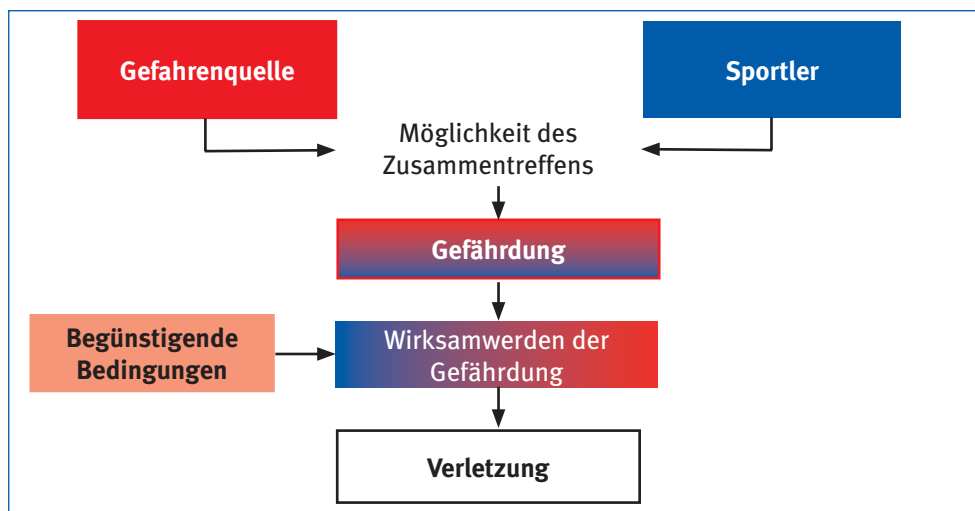 Gefahrenquelle
Sportler
Möglichkeit des
Zusammentreffens
Gefährdung
Begünstigende
Bedingungen
Wirksamwerden der
Gefährdung
Verletzung